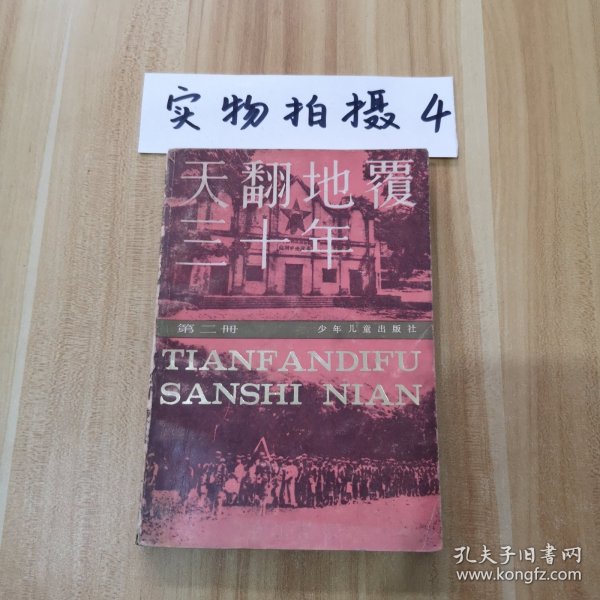 实物拍摄4
天翻地覆
三十年
第二册 少年儿童出版社
TIANFANDIFU
SANSHI NIAN
孔夫子旧书网
www.kongfz.com